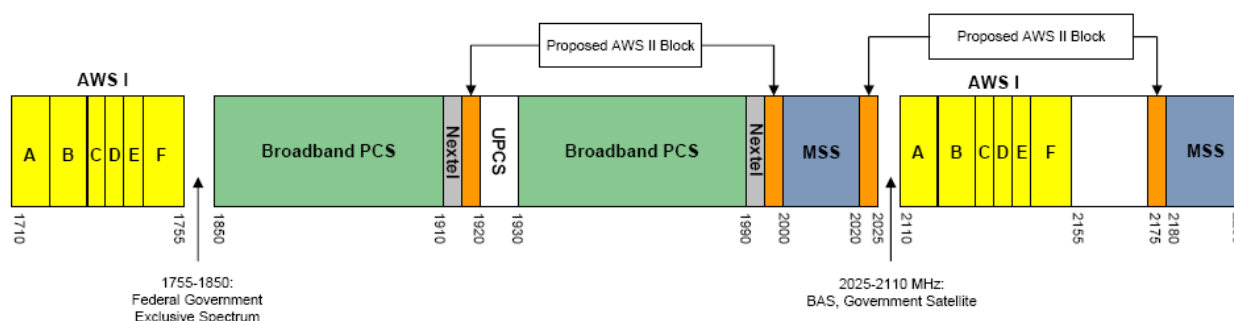 Proposed AWS II Block
Proposed AWS II Block
AWS I
AWS I
A B C D E F
Broadband PCS
Nextel
UPCS
Broadband PCS
Nextel
MSS
A B C D E F
MSS
1710
1755
1850
1910
1920
1930
1990
2000
2020
2025
2110
2155
2175
2180
1755-1850:
Federal Government
Exclusive Spectrum
2025-2110 MHz:
BAS, Government Satellite